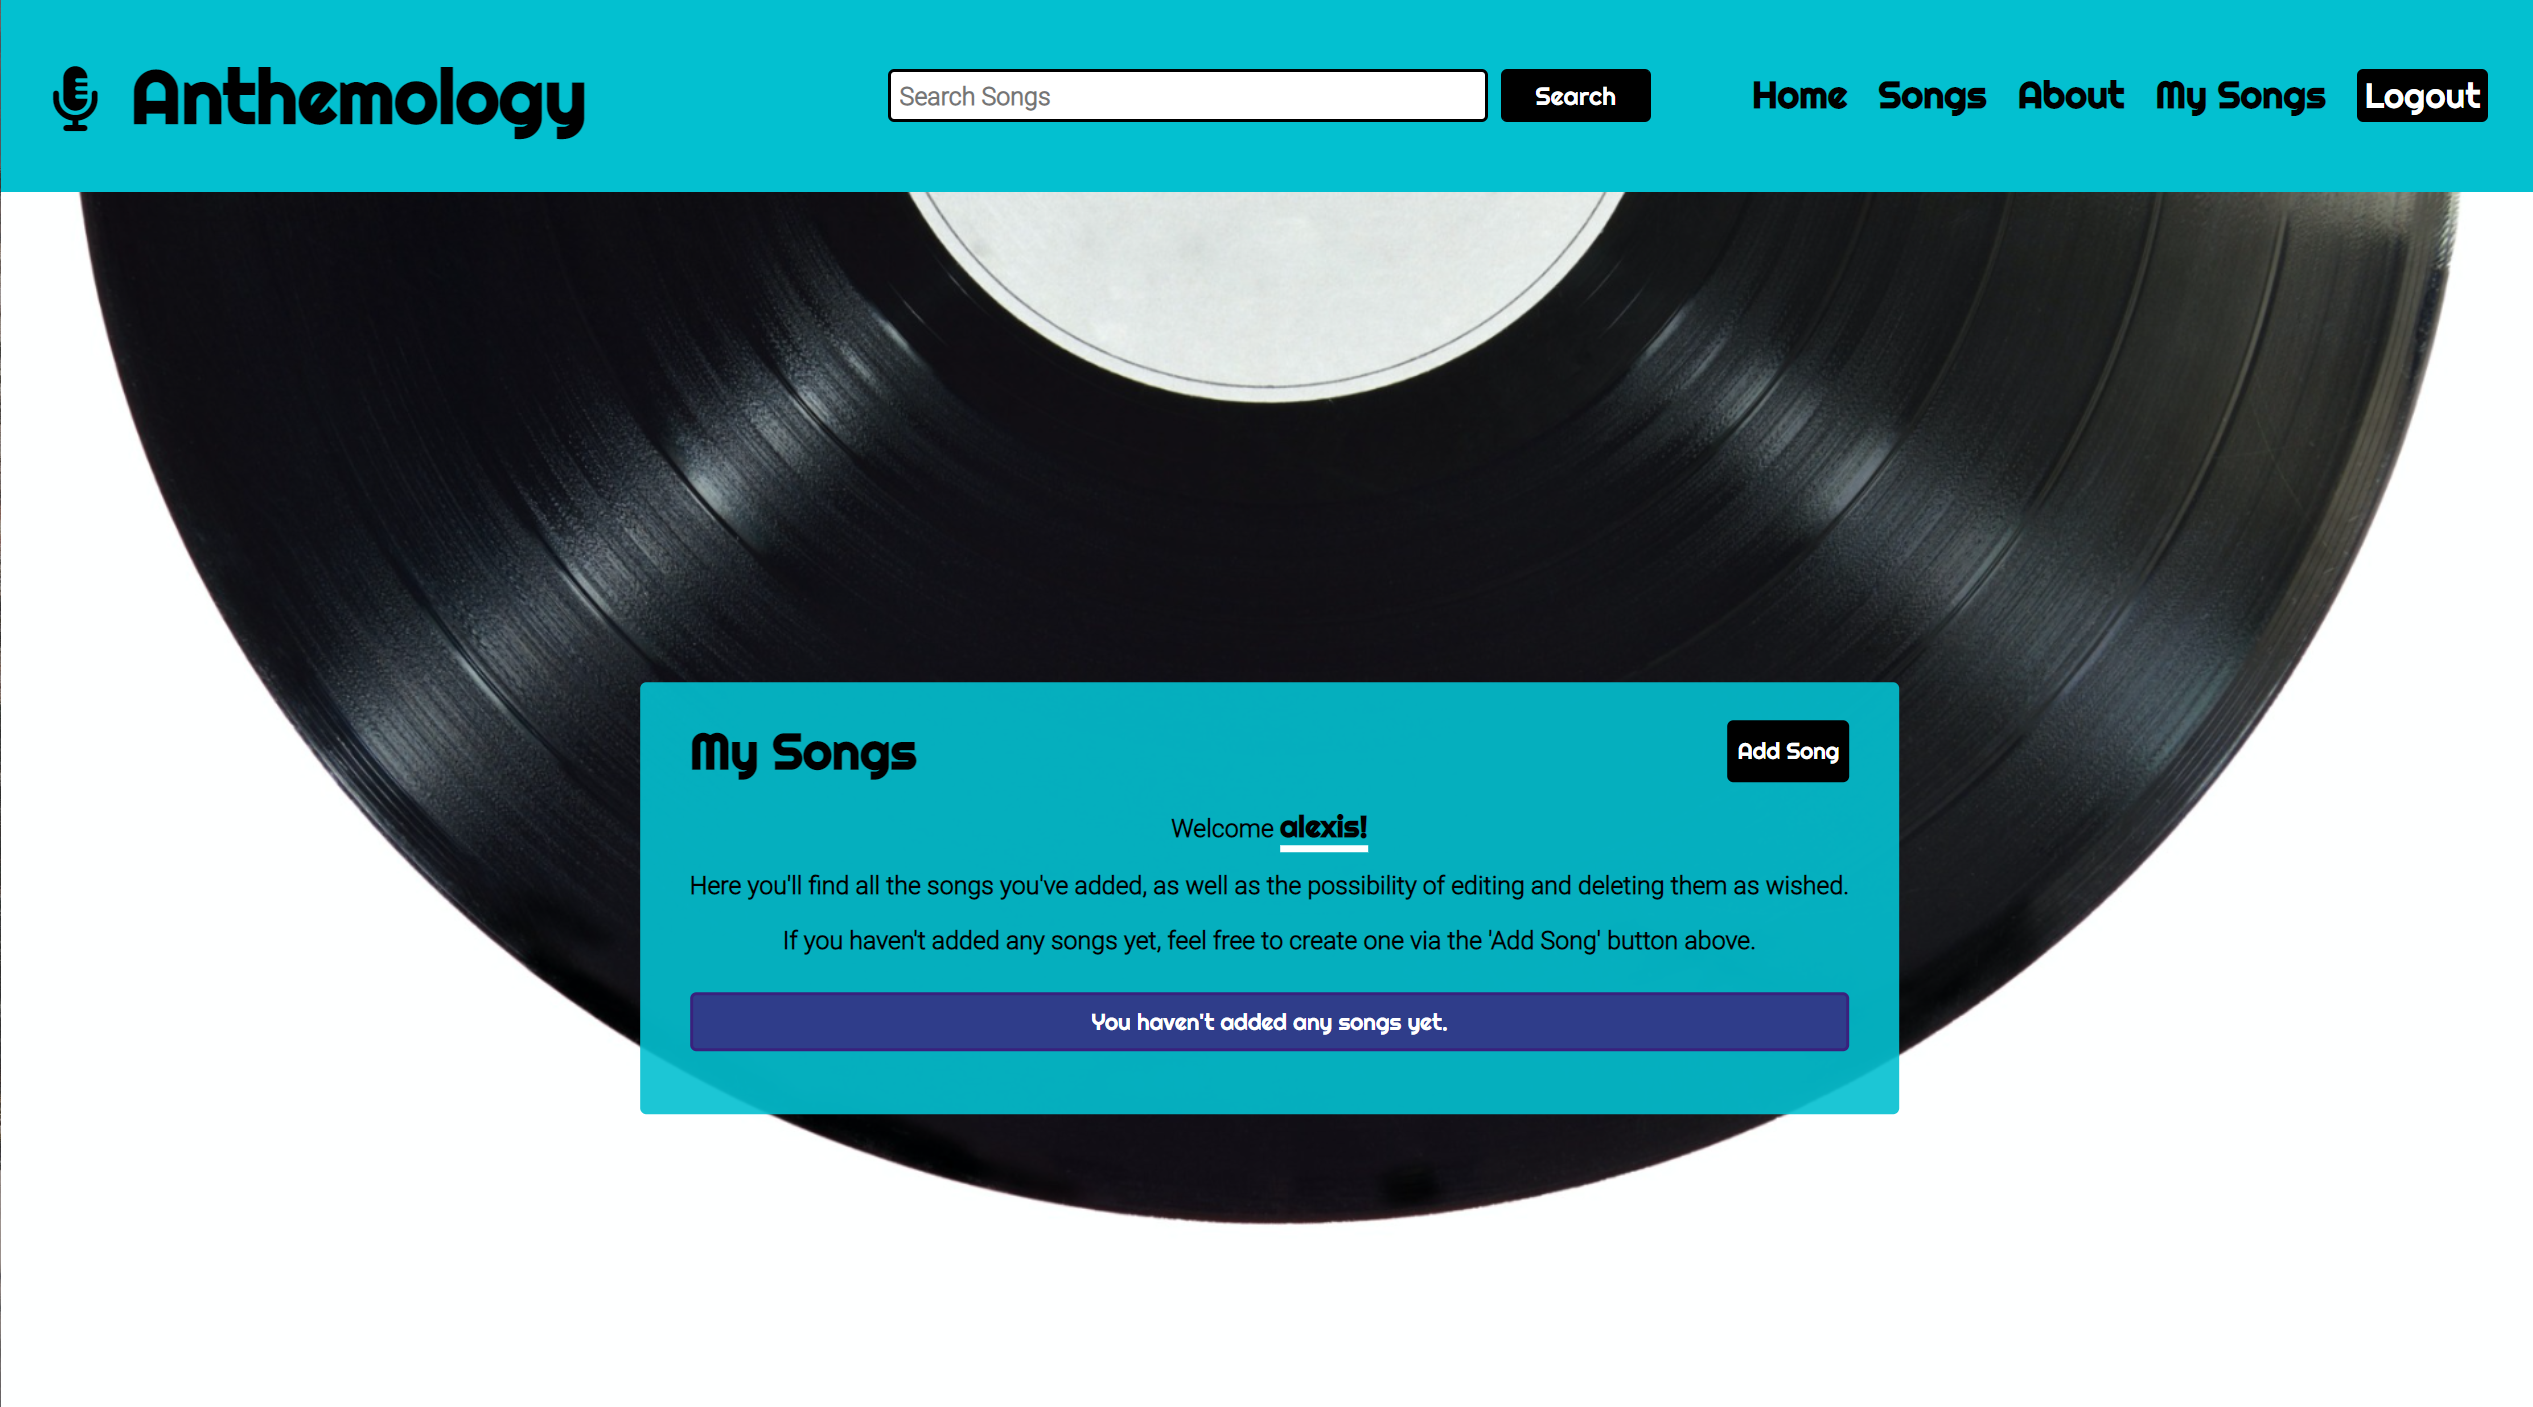 Anthemology
Search Songs
Search
Home
Songs
About
My Songs
Logout
My Songs
Add Song
Welcome alexis!
Here you'll find all the songs you've added, as well as the possibility of editing and deleting them as wished.
If you haven't added any songs yet, feel free to create one via the 'Add Song' button above.
You haven't added any songs yet.